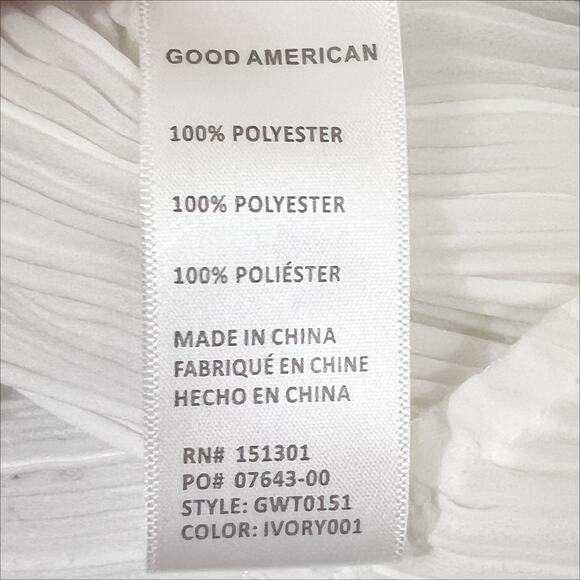 GOOD AMERICAN
100% POLYESTER
100% POLYESTER
100% POLIÉSTER
MADE IN CHINA
FABRIQUÉ EN CHINE
HECHO EN CHINA
RN# 151301
PO# 07643-00
STYLE: GWT0151
COLOR: IVORY001